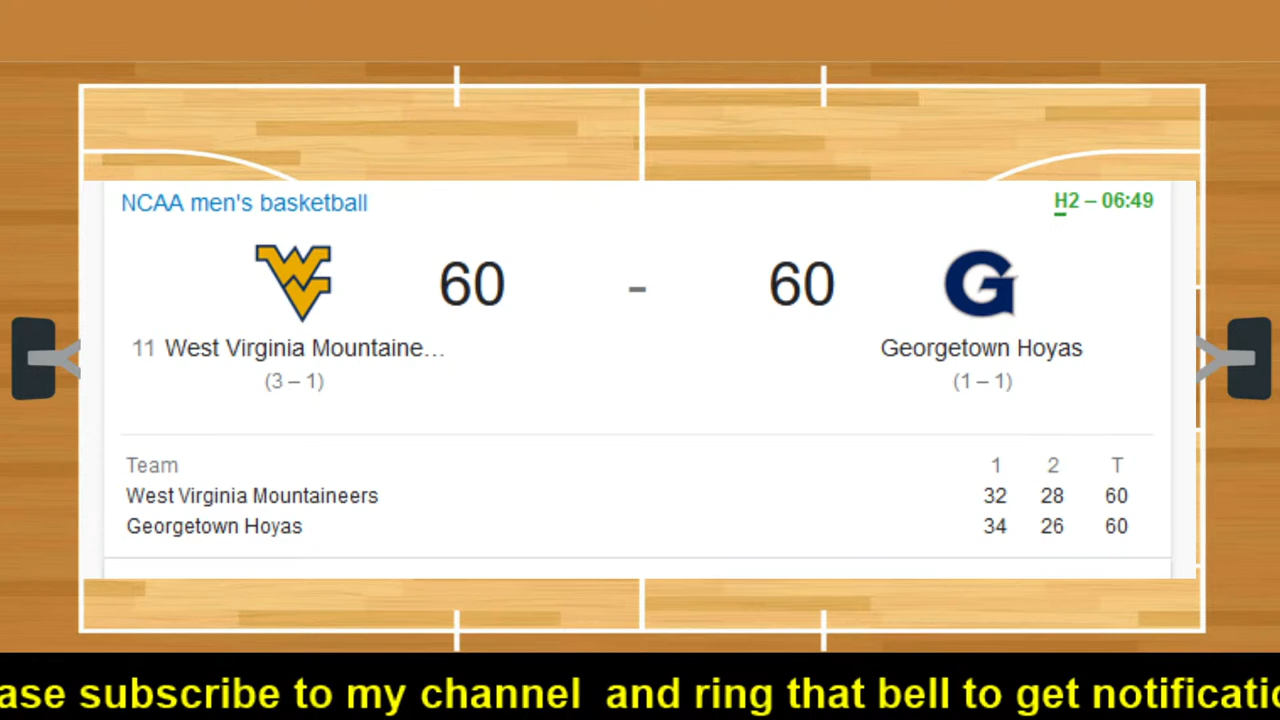 NCAA men's basketball
H2 – 06:49
WV
60 - 60
G
11 West Virginia Mountaine...
Georgetown Hoyas
(3 – 1)
(1 – 1)
Team 1 2 T
West Virginia Mountaineers 32 28 60
Georgetown Hoyas 34 26 60
ase subscribe to my channel and ring that bell to get notificatio